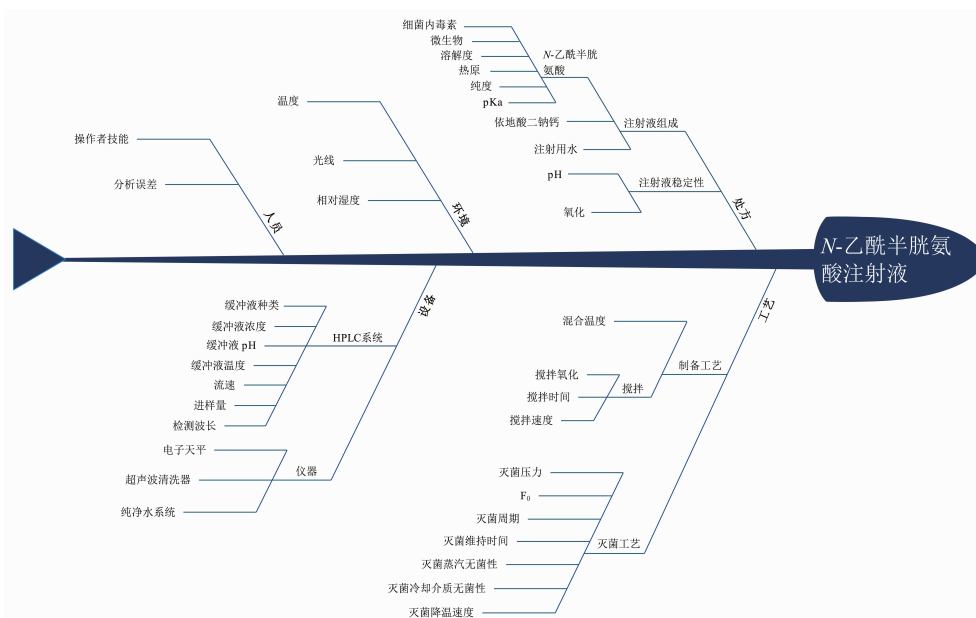 细菌内毒素
微生物
溶解度
热原
纯度
pKa
N-乙酰半胱
氨酸
依地酸二钠钙
注射用水
注射液组成
pH
氧化
注射液稳定性
处方
温度
光线
相对湿度
环境
操作者技能
分析误差
人员
N-乙酰半胱氨
酸注射液
缓冲液种类
缓冲液浓度
缓冲液 pH
缓冲液温度
流速
进样量
检测波长
HPLC系统
电子天平
超声波清洗器
纯净水系统
仪器
设备
混合温度
搅拌氧化
搅拌时间
搅拌速度
搅拌
制备工艺
工艺
灭菌压力
F₀
灭菌周期
灭菌维持时间
灭菌蒸汽无菌性
灭菌冷却介质无菌性
灭菌降温速度
灭菌工艺